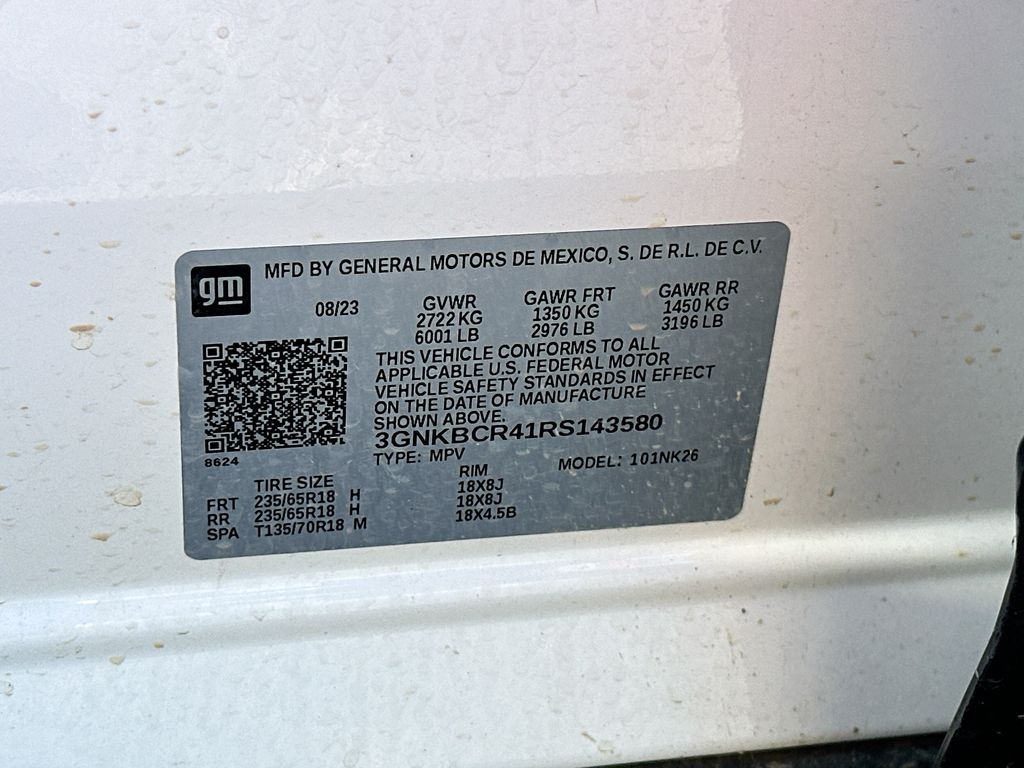 gm
MFD BY GENERAL MOTORS DE MEXICO, S. DE R.L. DE C.V.
08/23 GVWR GAWR FRT GAWR RR
2722 KG 1350 KG 1450 KG
6001 LB 2976 LB 3196 LB
THIS VEHICLE CONFORMS TO ALL
APPLICABLE U.S. FEDERAL MOTOR
VEHICLE SAFETY STANDARDS IN EFFECT
ON THE DATE OF MANUFACTURE
SHOWN ABOVE.
3GNKBCR41RS143580
8624
TYPE: MPV MODEL: 101NK26
TIRE SIZE RIM
FRT 235/65R18 H 18X8J
RR 235/65R18 H 18X8J
SPA T135/70R18 M 18X4.5B